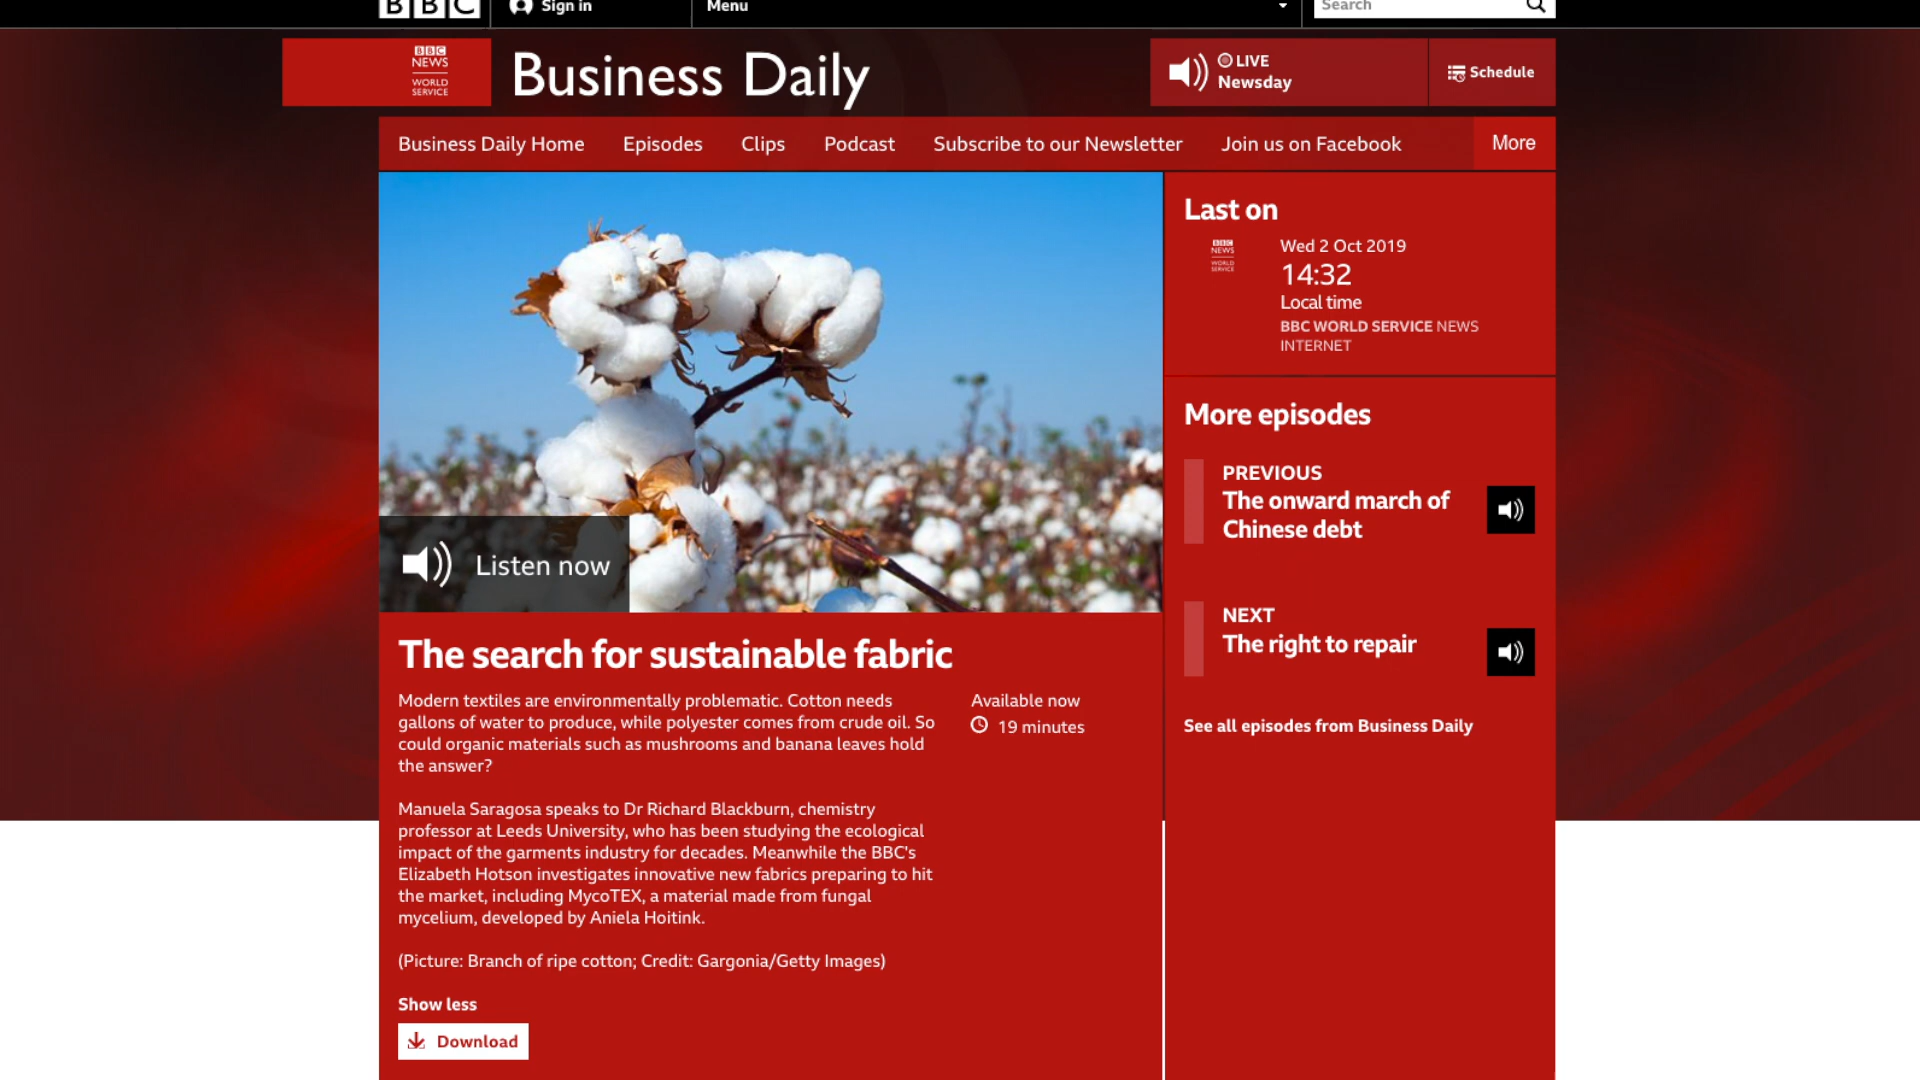 BBC
Sign in
Menu
Search
BBC
NEWS
WORLD
SERVICE
Business Daily
LIVE
Newsday
Schedule
Business Daily Home
Episodes
Clips
Podcast
Subscribe to our Newsletter
Join us on Facebook
More
Listen now
The search for sustainable fabric
Modern textiles are environmentally problematic. Cotton needs
gallons of water to produce, while polyester comes from crude oil. So
could organic materials such as mushrooms and banana leaves hold
the answer?
Manuela Saragosa speaks to Dr Richard Blackburn, chemistry
professor at Leeds University, who has been studying the ecological
impact of the garments industry for decades. Meanwhile the BBC's
Elizabeth Hotson investigates innovative new fabrics preparing to hit
the market, including MycoTEX, a material made from fungal
mycelium, developed by Aniela Hoitink.
(Picture: Branch of ripe cotton; Credit: Gargonia/Getty Images)
Show less
Download
Available now
19 minutes
Last on
BBC
NEWS
WORLD
SERVICE
Wed 2 Oct 2019
14:32
Local time
BBC WORLD SERVICE NEWS
INTERNET
More episodes
PREVIOUS
The onward march of
Chinese debt
NEXT
The right to repair
See all episodes from Business Daily